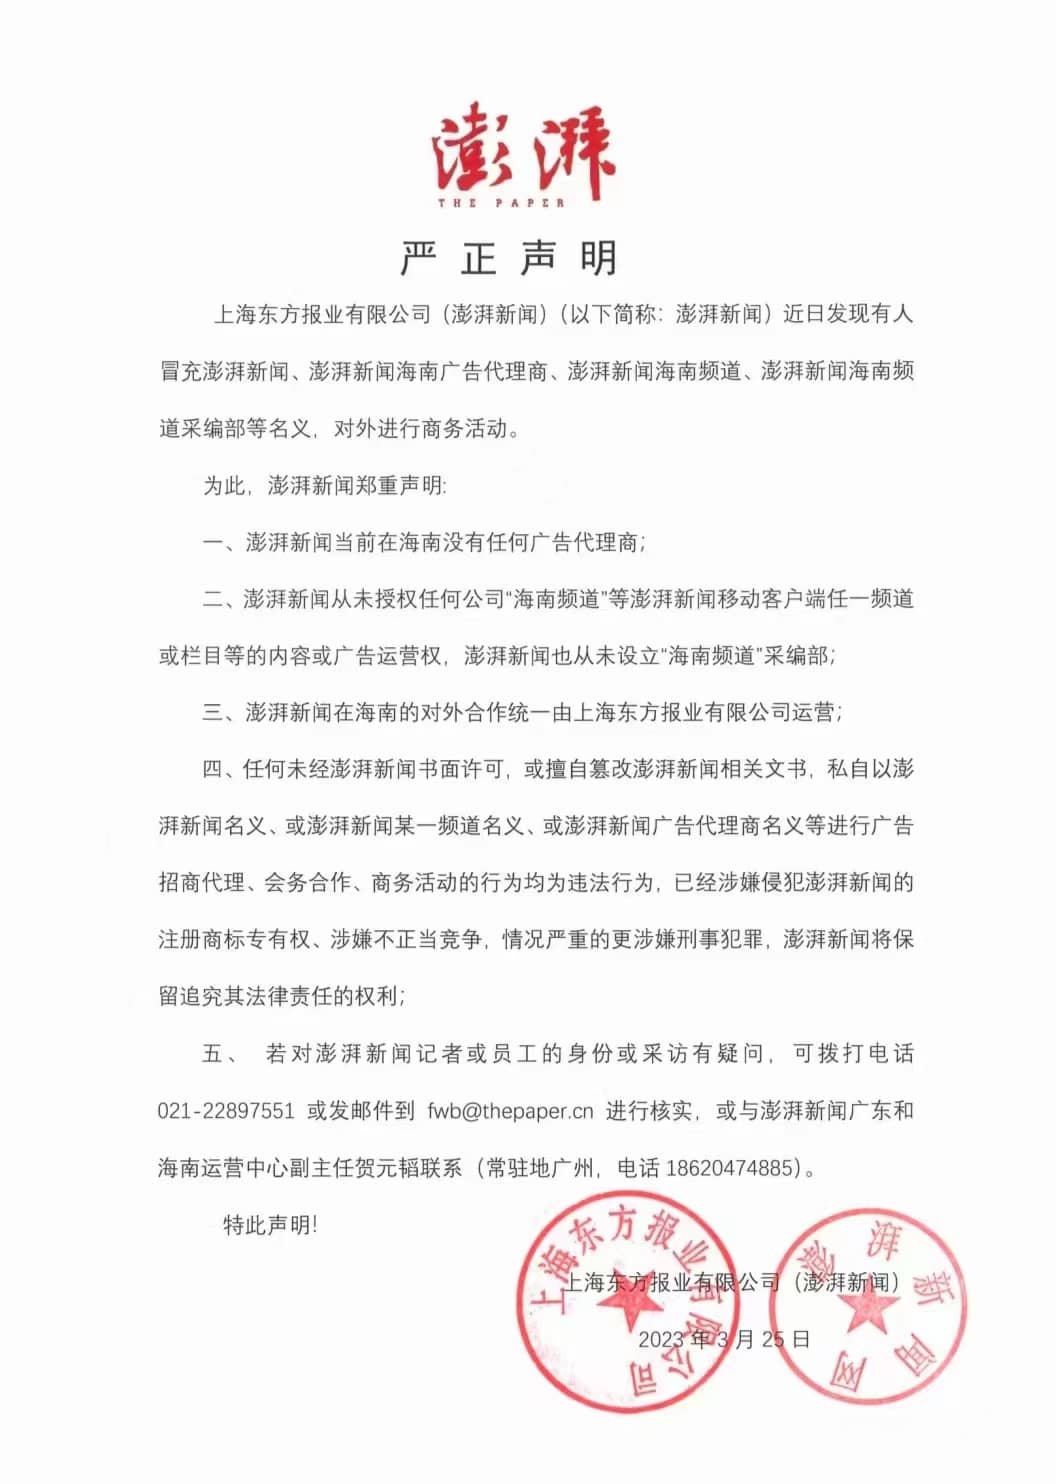 澎湃
THE PAPER
严正声明
上海东方报业有限公司（澎湃新闻）（以下简称：澎湃新闻）近日发现有人
冒充澎湃新闻、澎湃新闻海南广告代理商、澎湃新闻海南频道、澎湃新闻海南频
道采编部等名义，对外进行商务活动。
为此，澎湃新闻郑重声明:
一、澎湃新闻当前在海南没有任何广告代理商；
二、澎湃新闻从未授权任何公司“海南频道”等澎湃新闻移动客户端任一频道
或栏目等的内容或广告运营权，澎湃新闻也从未设立“海南频道”采编部；
三、澎湃新闻在海南的对外合作统一由上海东方报业有限公司运营；
四、任何未经澎湃新闻书面许可，或擅自篡改澎湃新闻相关文书，私自以澎
湃新闻名义、或澎湃新闻某一频道名义、或澎湃新闻广告代理商名义等进行广告
招商代理、会务合作、商务活动的行为均为违法行为，已经涉嫌侵犯澎湃新闻的
注册商标专有权、涉嫌不正当竞争，情况严重的更涉嫌刑事犯罪，澎湃新闻将保
留追究其法律责任的权利；
五、 若对澎湃新闻记者或员工的身份或采访有疑问，可拨打电话
021-22897551 或发邮件到 fwb@thepaper.cn 进行核实，或与澎湃新闻广东和
海南运营中心副主任贺元韬联系（常驻地广州，电话 18620474885）。
特此声明！
上海东方报业有限公司（澎湃新闻）
2023 年 3 月 25 日
上海东方报业有限公司
澎湃新闻网